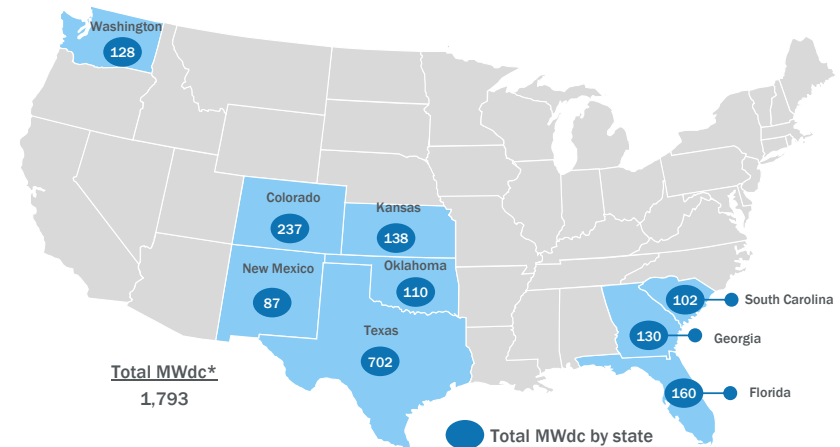 Washington
128
Colorado
237
Kansas
138
New Mexico
87
Oklahoma
110
Texas
702
102
South Carolina
130
Georgia
160
Florida
Total MWdc*
1,793
Total MWdc by state